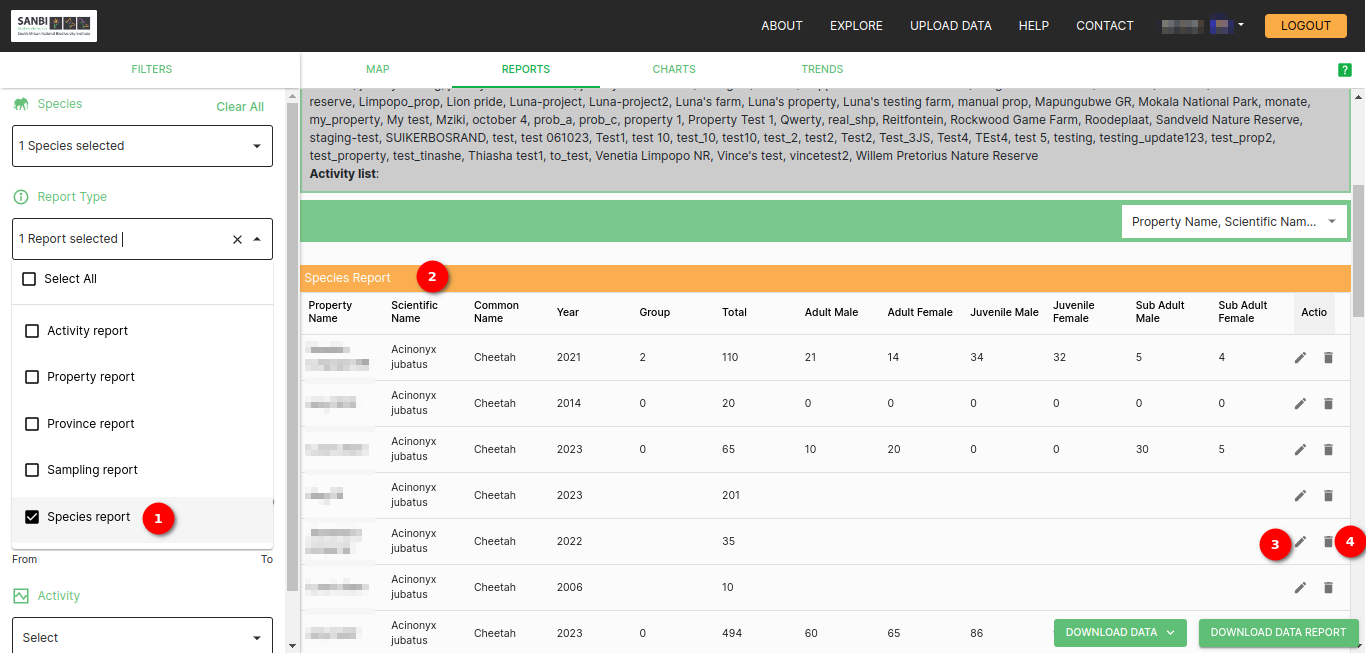 SANBI
South African National Biodiversity Institute
ABOUT EXPLORE UPLOAD DATA HELP CONTACT LOGOUT
FILTERS MAP REPORTS CHARTS TRENDS ?
Species Clear All
1 Species selected
Report Type
1 Report selected
Select All
Activity report
Property report
Province report
Sampling report
Species report 1
From To
Activity
Select
reserve, Limpopo_prop, Lion pride, Luna-project, Luna-project2, Luna's farm, Luna's property, Luna's testing farm, manual prop, Mapungubwe GR, Mokala National Park, monate,
my_property, My test, Mziki, october 4, prob_a, prob_c, property 1, Property Test 1, Qwerty, real_shp, Reitfontein, Rockwood Game Farm, Roodeplaat, Sandveld Nature Reserve,
staging-test, SUIKERBOSRAND, test, test 061023, Test1, test 10, test_10, test10, test_2, test2, Test2, Test_3JS, Test4, TEst4, test 5, testing, testing_update123, test_prop2,
test_property, test_tinashe, Thiasha test1, to_test, Venetia Limpopo NR, Vince's test, vincetest2, Willem Pretorius Nature Reserve
Activity list:
Property Name, Scientific Nam...
Species Report 2
Property Name Scientific Name Common Name Year Group Total Adult Male Adult Female Juvenile Male Juvenile Female Sub Adult Male Sub Adult Female Actio
Acinonyx jubatus Cheetah 2021 2 110 21 14 34 32 5 4
Acinonyx jubatus Cheetah 2014 0 20 0 0 0 0 0 0
Acinonyx jubatus Cheetah 2023 0 65 10 20 0 0 30 5
Acinonyx jubatus Cheetah 2023 201
Acinonyx jubatus Cheetah 2022 35 3 4
Acinonyx jubatus Cheetah 2006 10
Acinonyx jubatus Cheetah 2023 0 494 60 65 86
DOWNLOAD DATA DOWNLOAD DATA REPORT